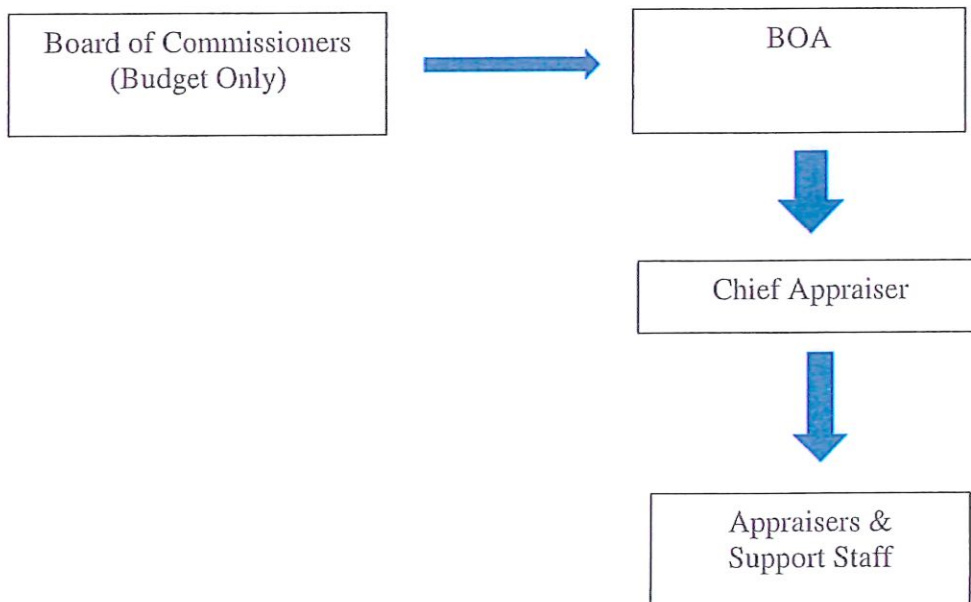 Board of Commissioners
(Budget Only)
BOA
Chief Appraiser
Appraisers &
Support Staff